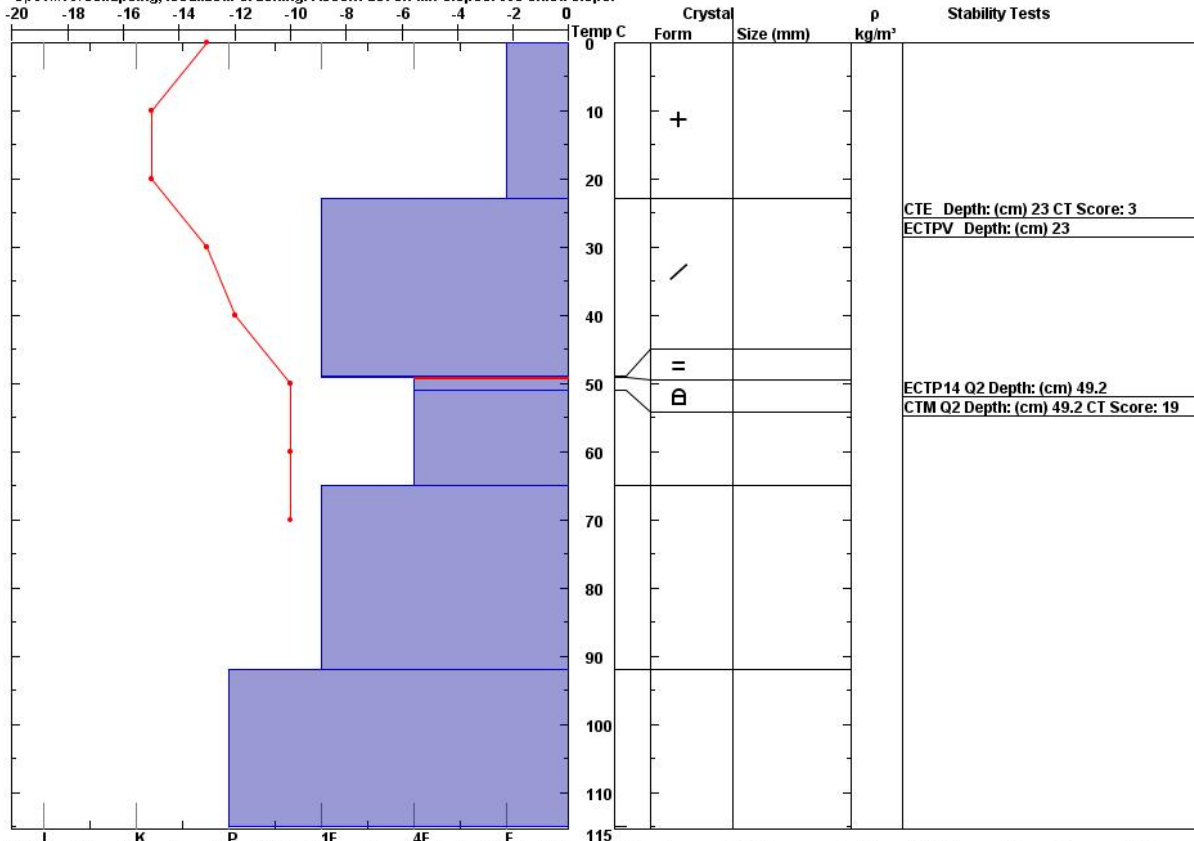 -20 -18 -16 -14 -12 -10 -8 -6 -4 -2 0
Temp C
Crystal
Form Size (mm)
ρ
kg/m³
Stability Tests
0
10
+
20
CTE Depth: (cm) 23 CT Score: 3
ECTPV Depth: (cm) 23
30
/
40
=
50
ECTP14 Q2 Depth: (cm) 49.2
CTM Q2 Depth: (cm) 49.2 CT Score: 19
60
70
80
90
100
110
115
I K P 1F 4F F